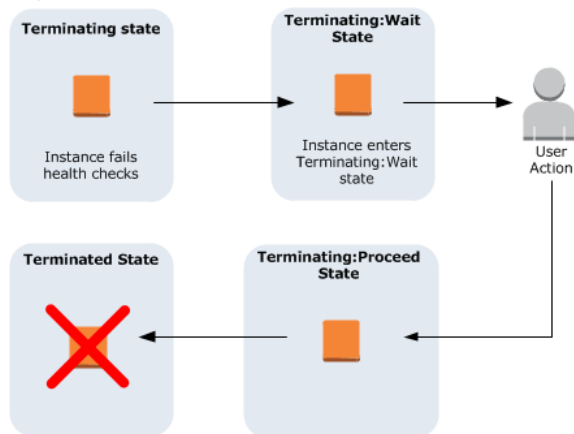 Terminating state
Instance fails
health checks
Terminating:Wait
State
Instance enters
Terminating:Wait
state
User
Action
Terminated State
Terminating:Proceed
State